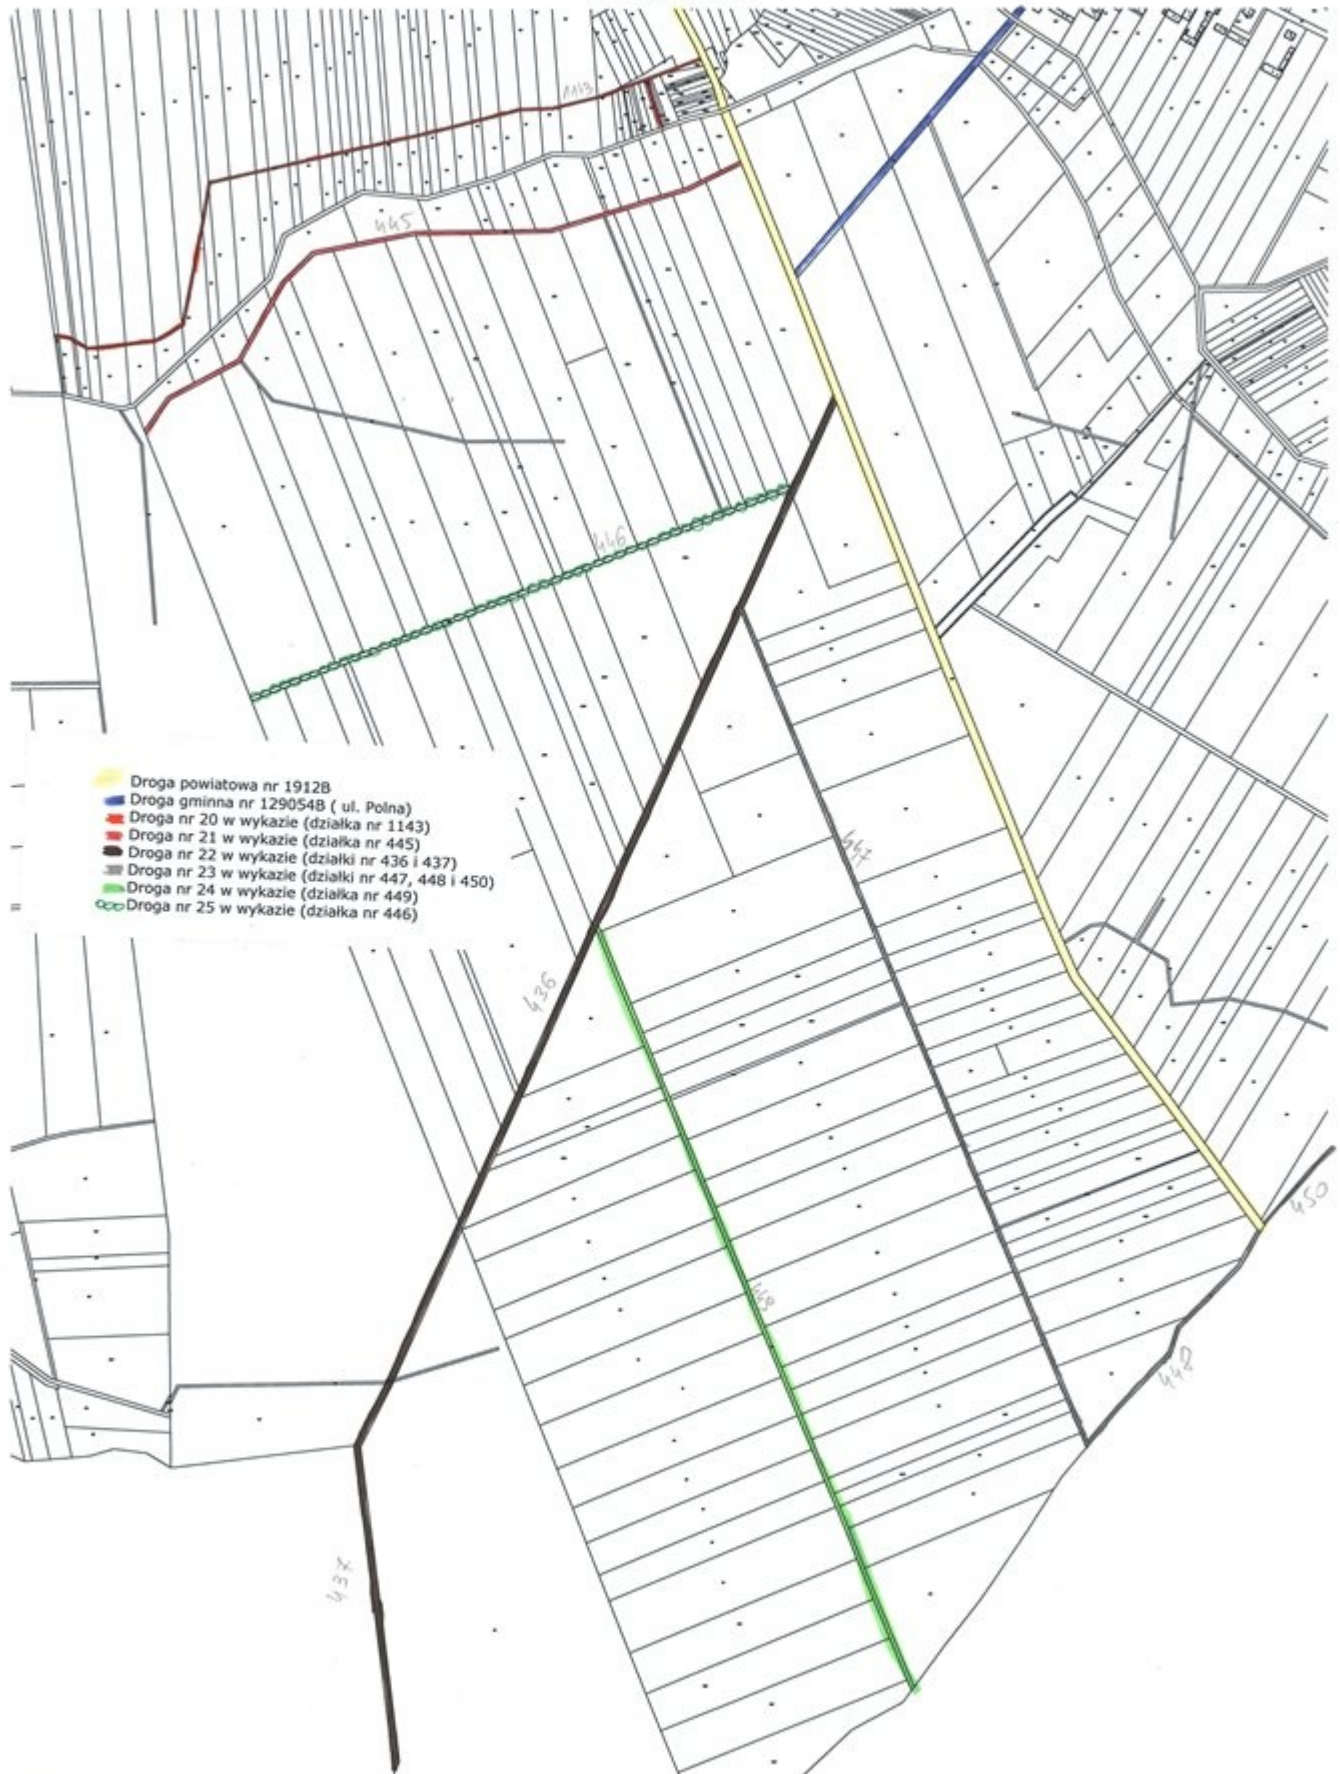 1143
445
446
Droga powiatowa nr 1912B
Droga gminna nr 129054B ( ul. Polna)
Droga nr 20 w wykazie (działka nr 1143)
Droga nr 21 w wykazie (działka nr 445)
Droga nr 22 w wykazie (działki nr 436 i 437)
Droga nr 23 w wykazie (działki nr 447, 448 i 450)
Droga nr 24 w wykazie (działka nr 449)
Droga nr 25 w wykazie (działka nr 446)
447
436
450
449
448
437